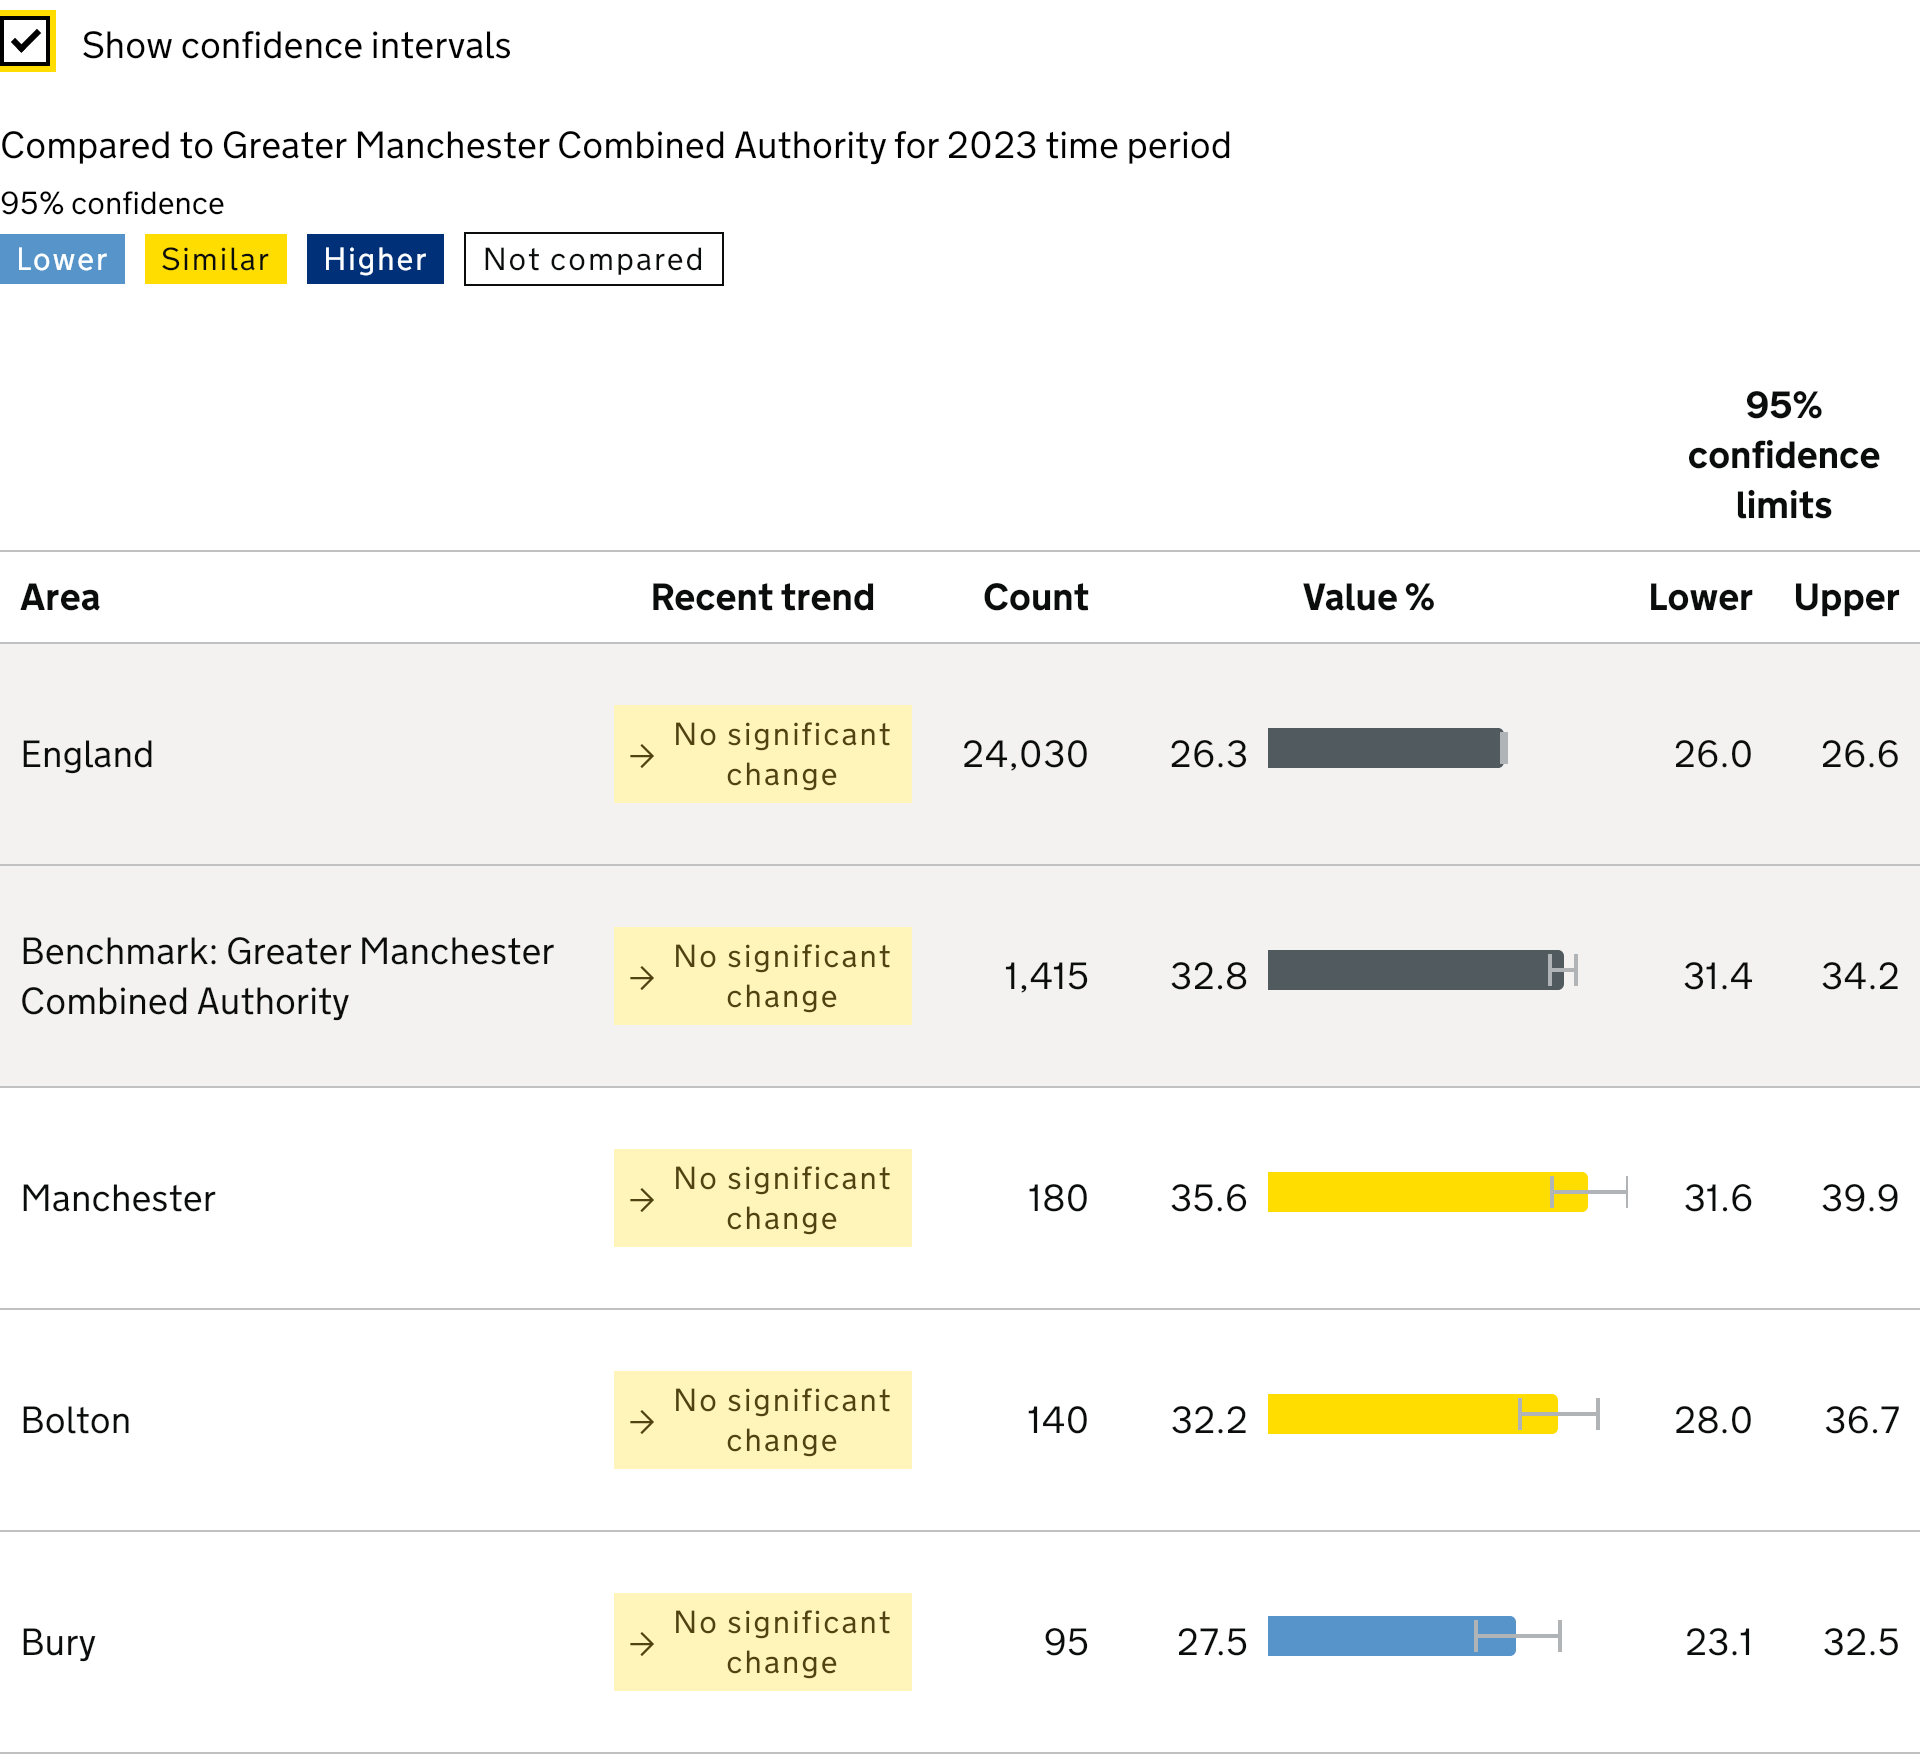 Show confidence intervals
Compared to Greater Manchester Combined Authority for 2023 time period
95% confidence
Lower Similar Higher Not compared
95%
confidence
limits
Area Recent trend Count Value % Lower Upper
England → No significant change 24,030 26.3 26.0 26.6
Benchmark: Greater Manchester
Combined Authority → No significant change 1,415 32.8 31.4 34.2
Manchester → No significant change 180 35.6 31.6 39.9
Bolton → No significant change 140 32.2 28.0 36.7
Bury → No significant change 95 27.5 23.1 32.5